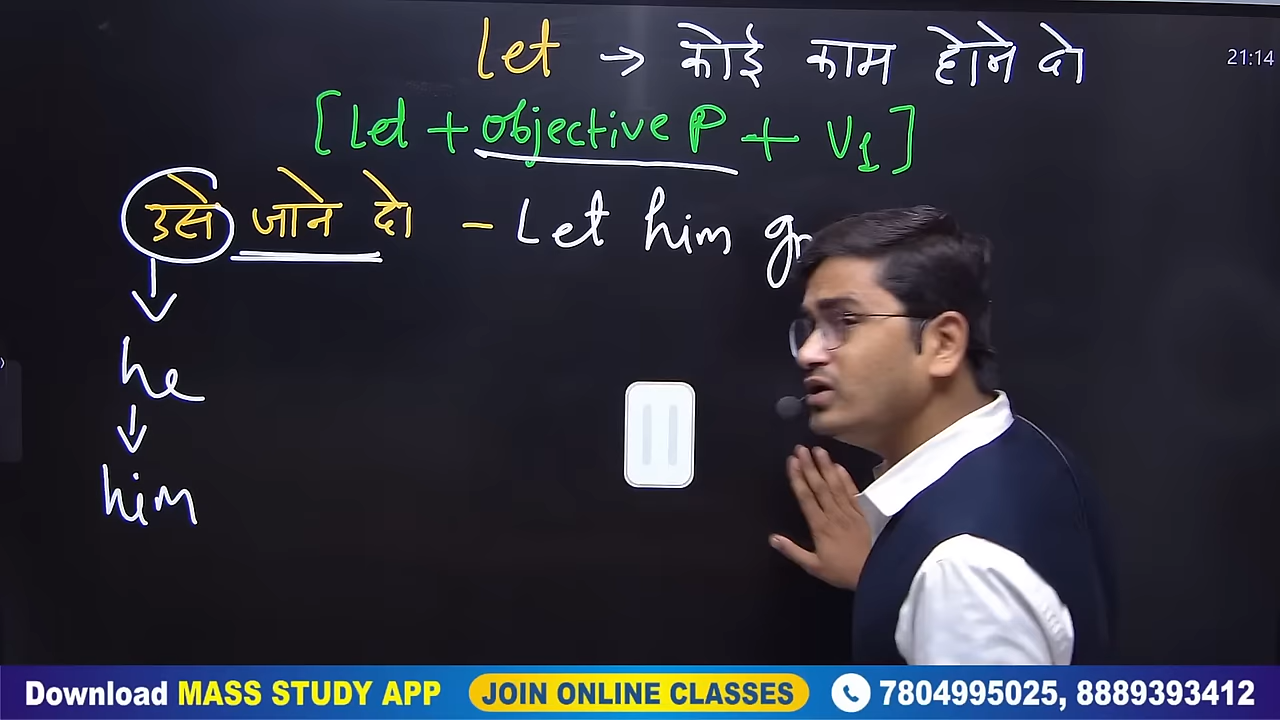 let → कोई काम होने दो
21:14
[let + objective P + V1]
उसे जाने दो - Let him
he
him
Download MASS STUDY APP JOIN ONLINE CLASSES 7804995025, 8889393412